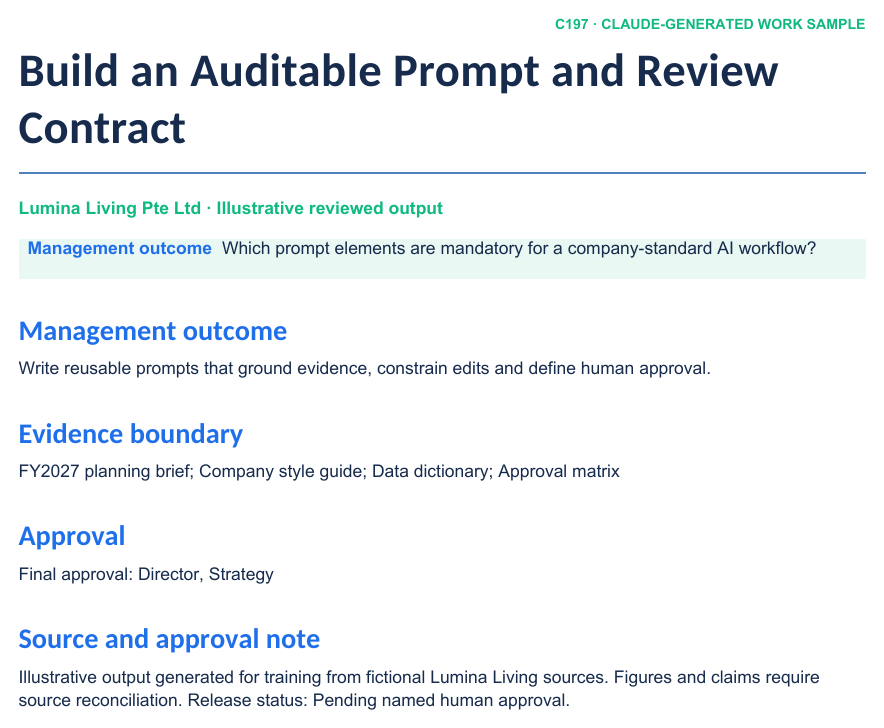 C197 · CLAUDE-GENERATED WORK SAMPLE
Build an Auditable Prompt and Review
Contract
Lumina Living Pte Ltd · Illustrative reviewed output
Management outcome Which prompt elements are mandatory for a company-standard AI workflow?
Management outcome
Write reusable prompts that ground evidence, constrain edits and define human approval.
Evidence boundary
FY2027 planning brief; Company style guide; Data dictionary; Approval matrix
Approval
Final approval: Director, Strategy
Source and approval note
Illustrative output generated for training from fictional Lumina Living sources. Figures and claims require
source reconciliation. Release status: Pending named human approval.